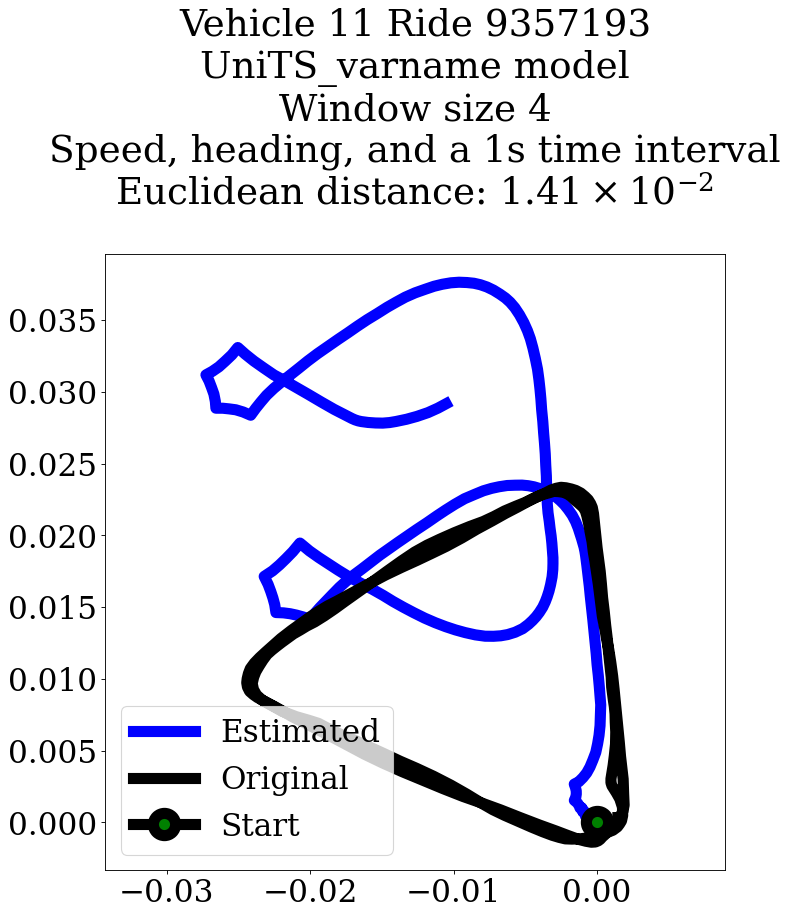 Vehicle 11 Ride 9357193
UniTS_varname model
Window size 4
Speed, heading, and a 1s time interval
Euclidean distance: 1.41 × 10⁻²
0.035
0.030
0.025
0.020
0.015
0.010
0.005
0.000
Estimated
Original
Start
−0.03 −0.02 −0.01 0.00